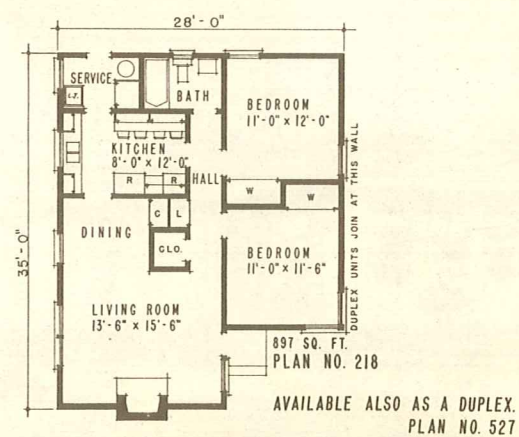 28'-0"
SERVICE
L.T.
BATH
BEDROOM
11'-0" x 12'-0"
KITCHEN
8'-0" x 12'-0"
R R
HALL
W W
C L
DINING
CLO.
BEDROOM
11'-0" x 11'-6"
35'-0"
LIVING ROOM
13'-6" x 15'-6"
DUPLEX UNITS JOIN AT THIS WALL
897 SQ. FT.
PLAN NO. 218
AVAILABLE ALSO AS A DUPLEX.
PLAN NO. 527